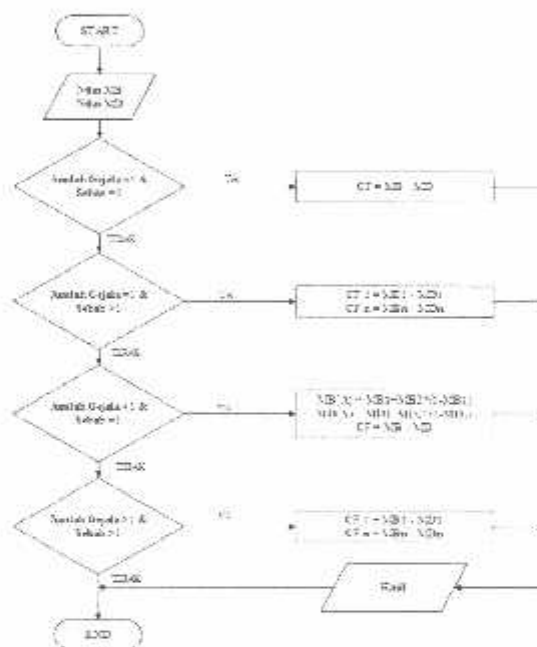 START
Nilai MB
Nilai MD
Jumlah Gejala =1 &
Sebab =1
YA
CF = MB - MD
TIDAK
Jumlah Gejala =1 &
Sebab >1
YA
CF 1 = MB1 - MD1
CF n = MBn - MDn
TIDAK
Jumlah Gejala >1 &
Sebab =1
YA
CF = MB - MD
TIDAK
Jumlah Gejala >1 &
Sebab >1
YA
CF 1 = MB1 - MD1
CF n = MBn - MDn
TIDAK
Hasil
END